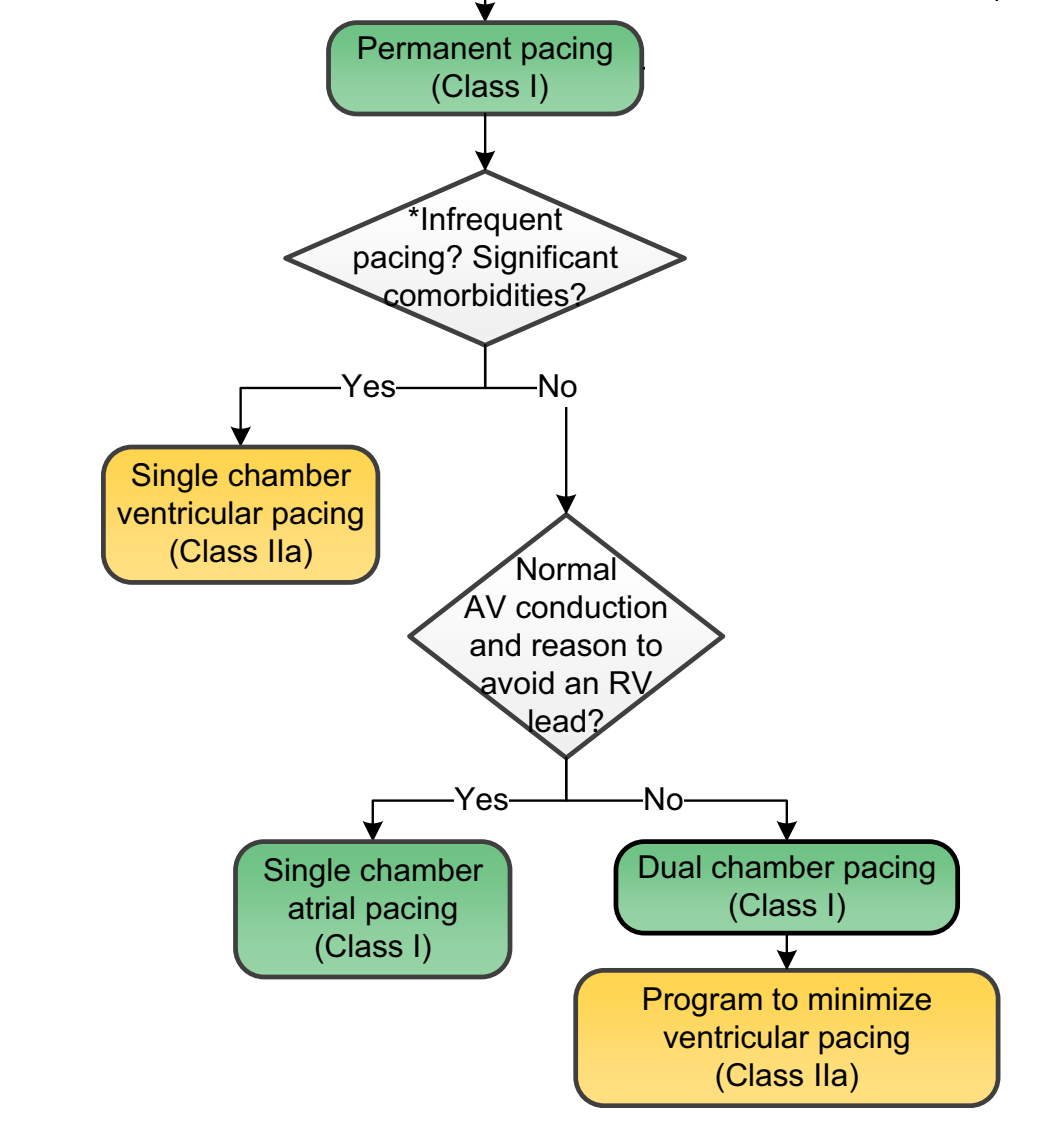 Permanent pacing
(Class I)
*Infrequent
pacing? Significant
comorbidities?
Yes
No
Single chamber
ventricular pacing
(Class IIa)
Normal
AV conduction
and reason to
avoid an RV
lead?
Yes
No
Single chamber
atrial pacing
(Class I)
Dual chamber pacing
(Class I)
Program to minimize
ventricular pacing
(Class IIa)